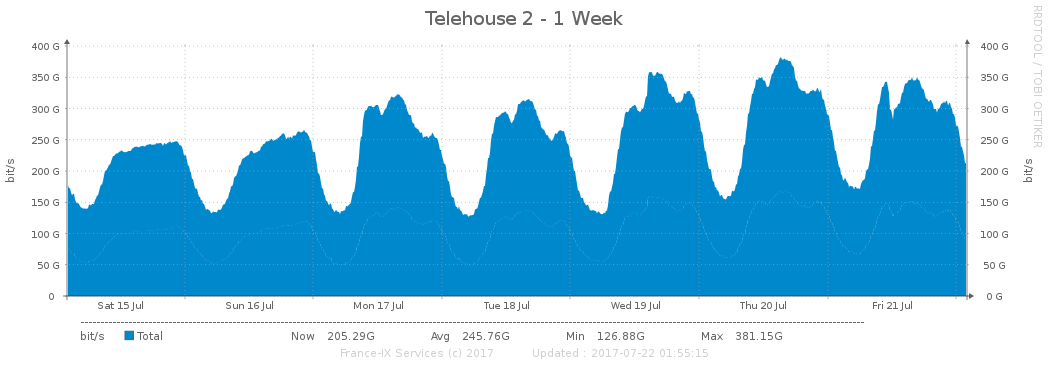 Telehouse 2 - 1 Week
RRDTOOL / TOBI OETIKER
400 G 400 G
350 G 350 G
300 G 300 G
250 G 250 G
200 G 200 G
150 G 150 G
100 G 100 G
50 G 50 G
0 0 G
bit/s
bit/s
Sat 15 Jul Sun 16 Jul Mon 17 Jul Tue 18 Jul Wed 19 Jul Thu 20 Jul Fri 21 Jul
bit/s Total Now 205.29G Avg 245.76G Min 126.88G Max 381.15G
France-IX Services (c) 2017 Updated : 2017-07-22 01:55:15